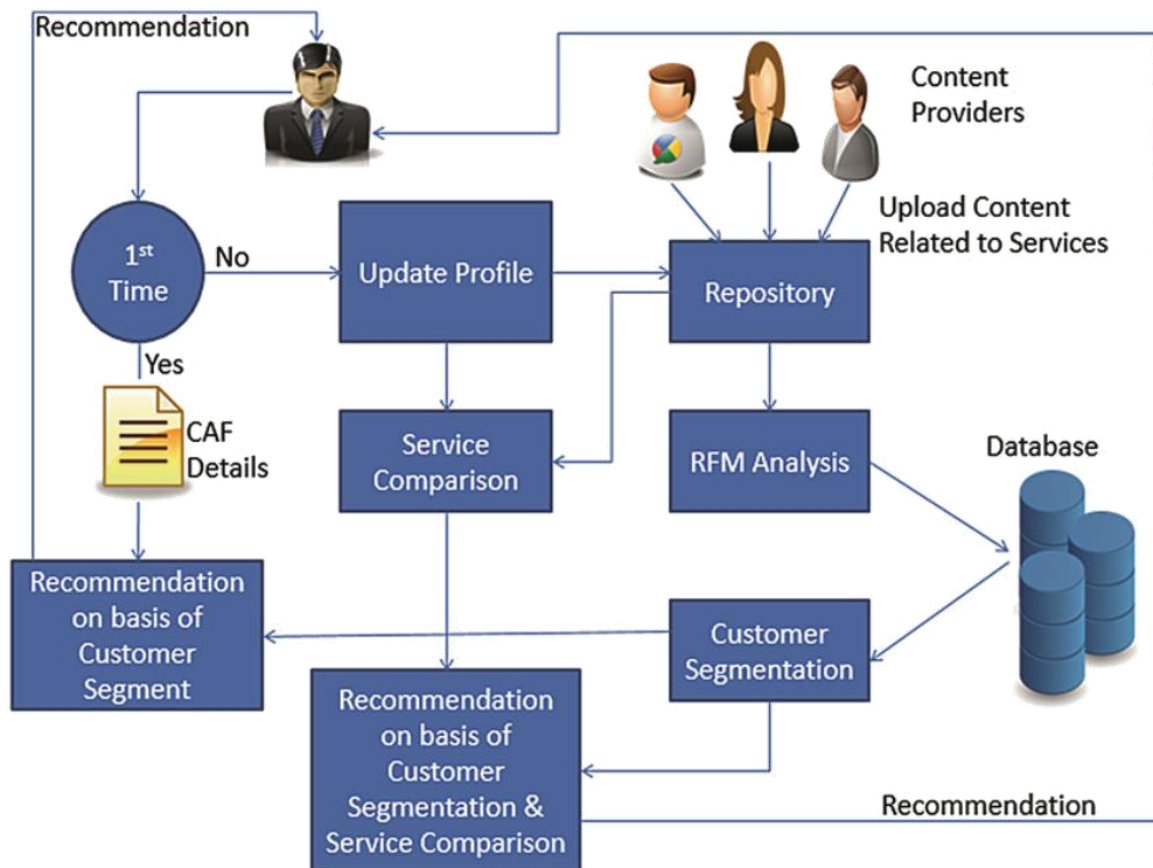 Recommendation
Content
Providers
Upload Content
Related to Services
1st
Time
No
Update Profile
Repository
Yes
CAF
Details
Service
Comparison
RFM Analysis
Database
Recommendation
on basis of
Customer
Segment
Customer
Segmentation
Recommendation
on basis of
Customer
Segmentation &
Service Comparison
Recommendation